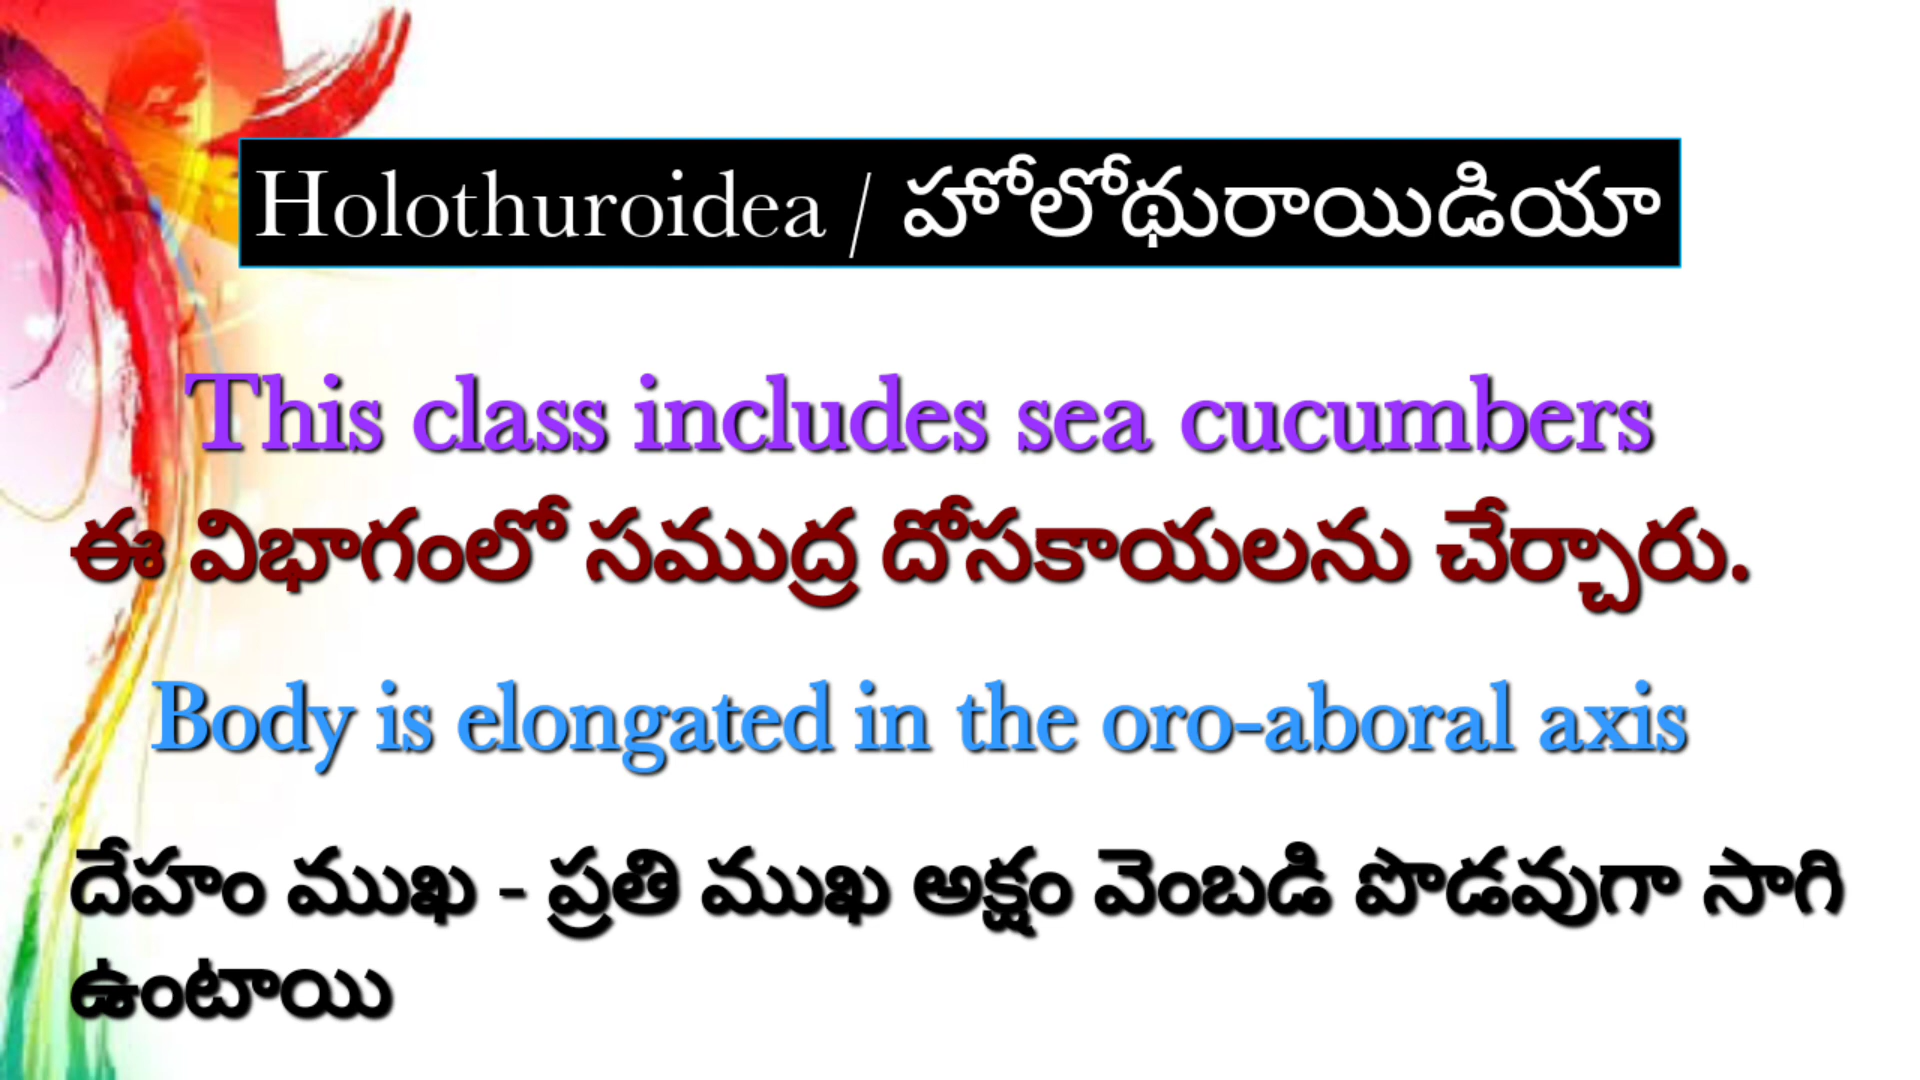 Holothuroidea / హోలోథురాయిడియా
This class includes sea cucumbers
ఈ విభాగంలో సముద్ర దోసకాయలను చేర్చారు.
Body is elongated in the oro-aboral axis
దేహం ముఖ - ప్రతి ముఖ అక్షం వెంబడి పొడవుగా సాగి
ఉంటాయి